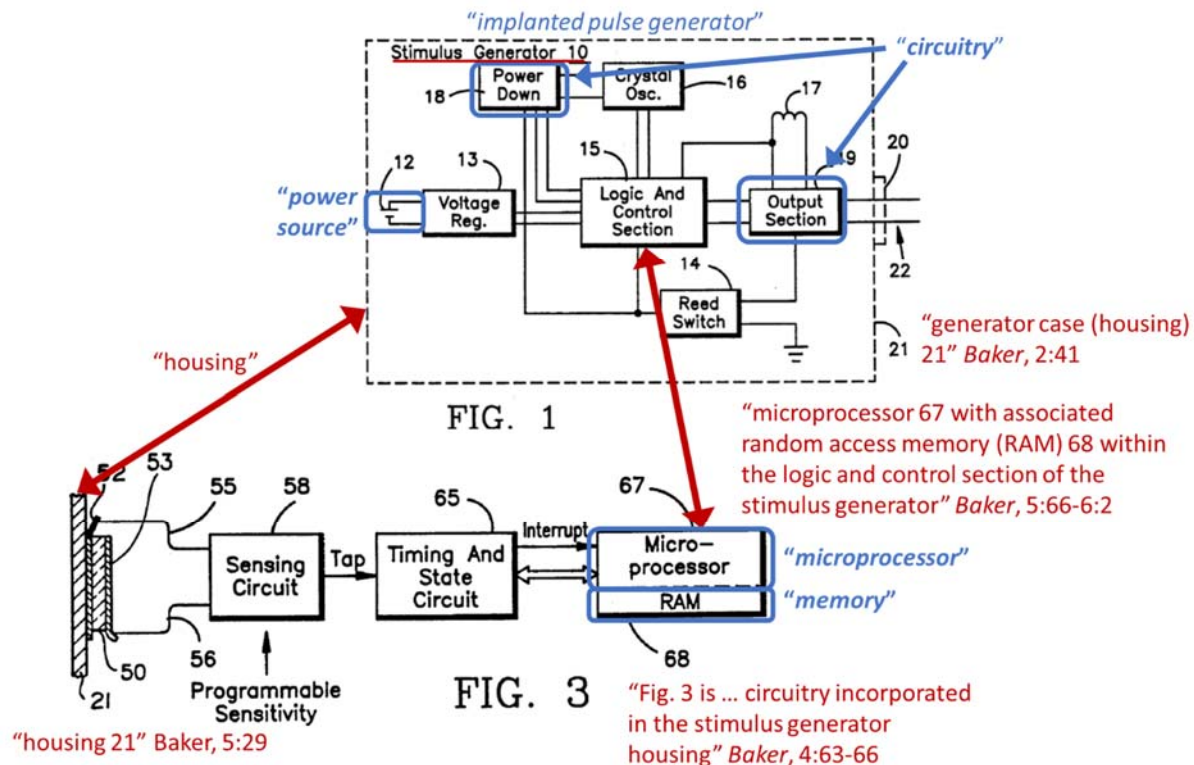 “implanted pulse generator”
Stimulus Generator 10
“circuitry”
Power
Down
18
Crystal
Osc.
16
17
12
13
15
19
20
“power
source”
Voltage
Reg.
Logic And
Control
Section
Output
Section
22
14
Reed
Switch
21
“generator case (housing)
21” Baker, 2:41
“housing”
FIG. 1
“microprocessor 67 with associated
random access memory (RAM) 68 within
the logic and control section of the
stimulus generator” Baker, 5:66-6:2
52
53
55
58
65
67
Sensing
Circuit
Tap
Timing And
State
Circuit
Interrupt
Micro-
processor
“microprocessor”
RAM
“memory”
56
50
68
21
Programmable
Sensitivity
FIG. 3
“Fig. 3 is ... circuitry incorporated
in the stimulus generator
housing” Baker, 4:63-66
“housing 21” Baker, 5:29